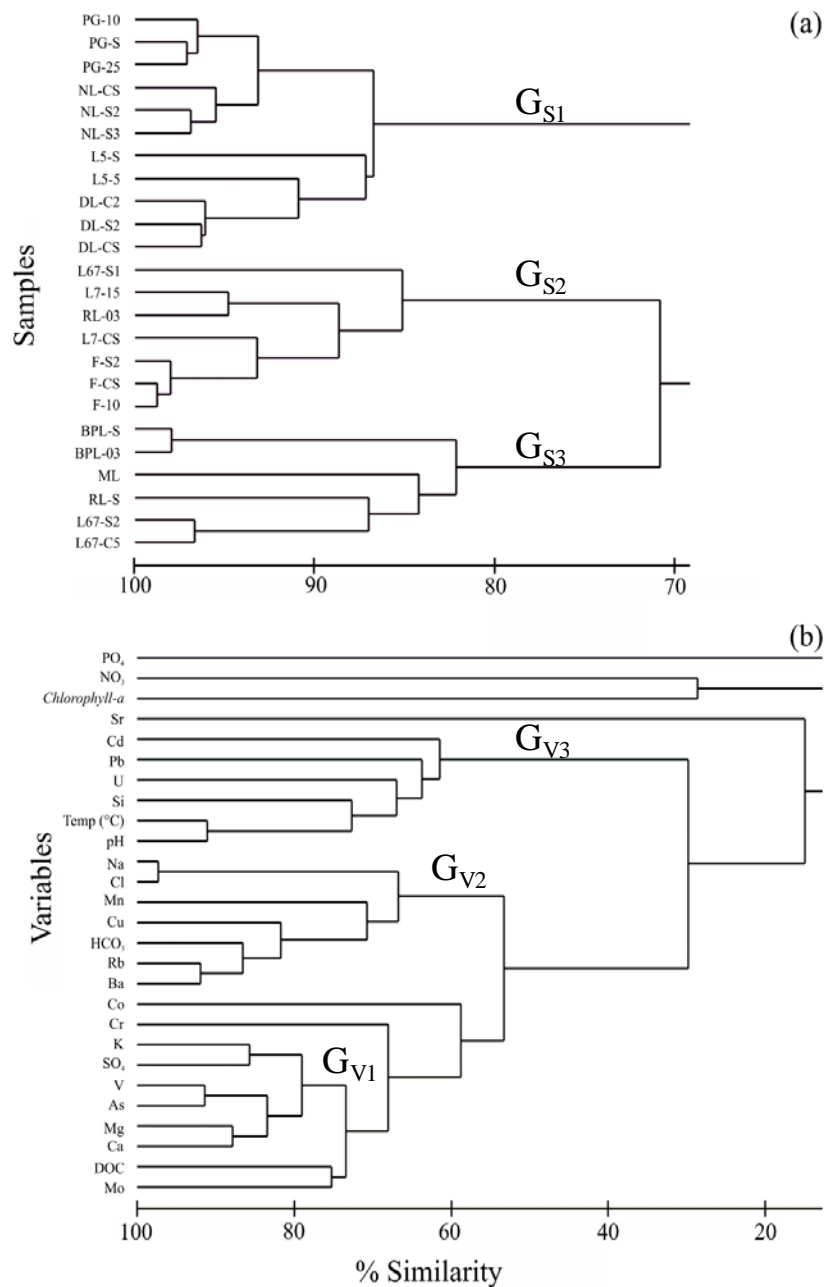 (a)
PG-10
PG-S
PG-25
NL-CS
NL-S2
NL-S3
L5-S
L5-5
DL-C2
DL-S2
DL-CS
L67-S1
L7-15
RL-03
L7-CS
F-S2
F-CS
F-10
BPL-S
BPL-03
ML
RL-S
L67-S2
L67-C5
Samples
GS1
GS2
GS3
100 90 80 70
(b)
PO4
NO3
Chlorophyll-a
Sr
Cd
Pb
U
Si
Temp (°C)
pH
Na
Cl
Mn
Cu
HCO3
Rb
Ba
Co
Cr
K
SO4
V
As
Mg
Ca
DOC
Mo
Variables
GV3
GV2
GV1
100 80 60 40 20
% Similarity